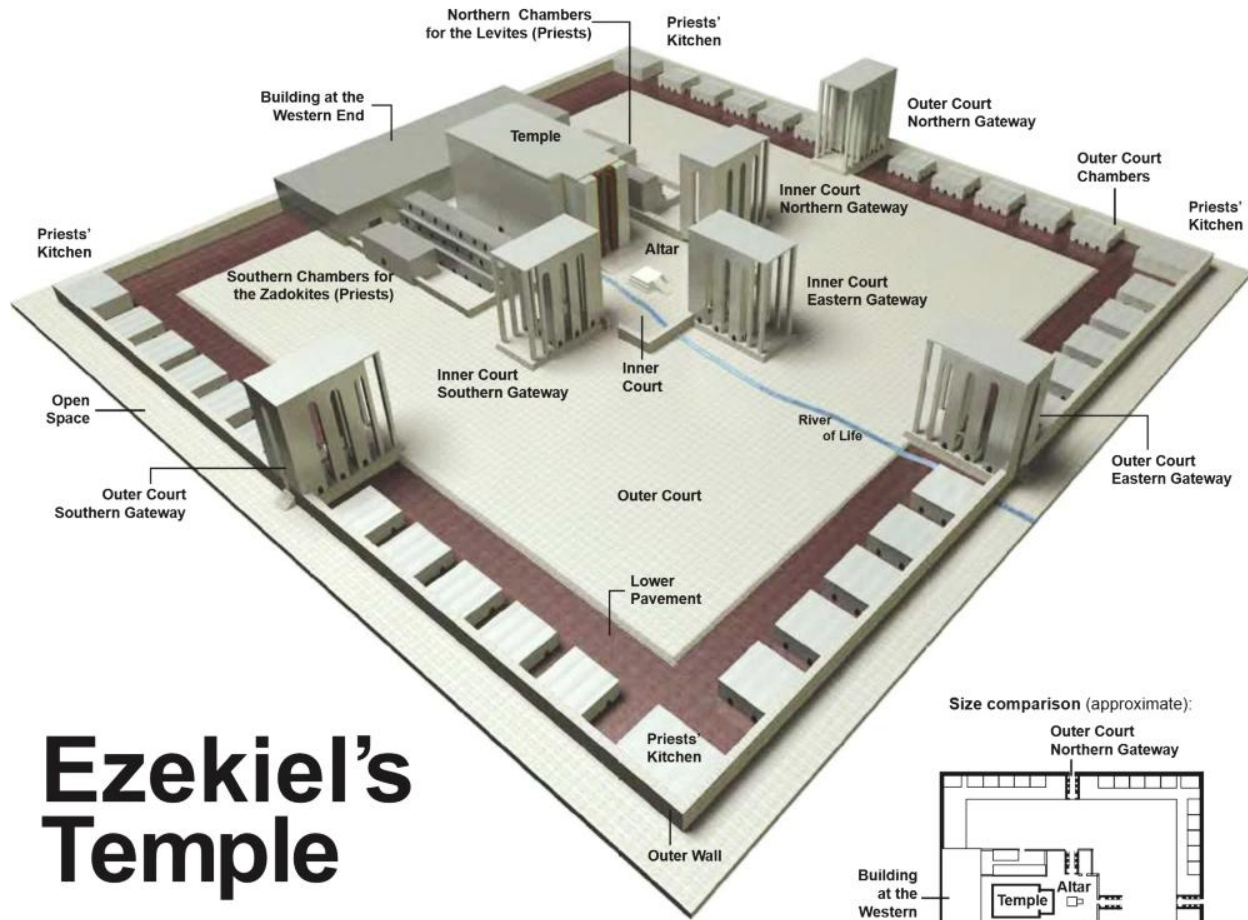 Northern Chambers
for the Levites (Priests)
Priests'
Kitchen
Building at the
Western End
Temple
Outer Court
Northern Gateway
Inner Court
Northern Gateway
Outer Court
Chambers
Priests'
Kitchen
Priests'
Kitchen
Altar
Southern Chambers for
the Zadokites (Priests)
Inner Court
Eastern Gateway
Inner Court
Southern Gateway
Inner
Court
Open
Space
River
of Life
Outer Court
Eastern Gateway
Outer Court
Southern Gateway
Outer Court
Lower
Pavement
Priests'
Kitchen
Outer Wall
Ezekiel's
Temple
Size comparison (approximate):
Outer Court
Northern Gateway
Building
at the
Western
Temple
Altar